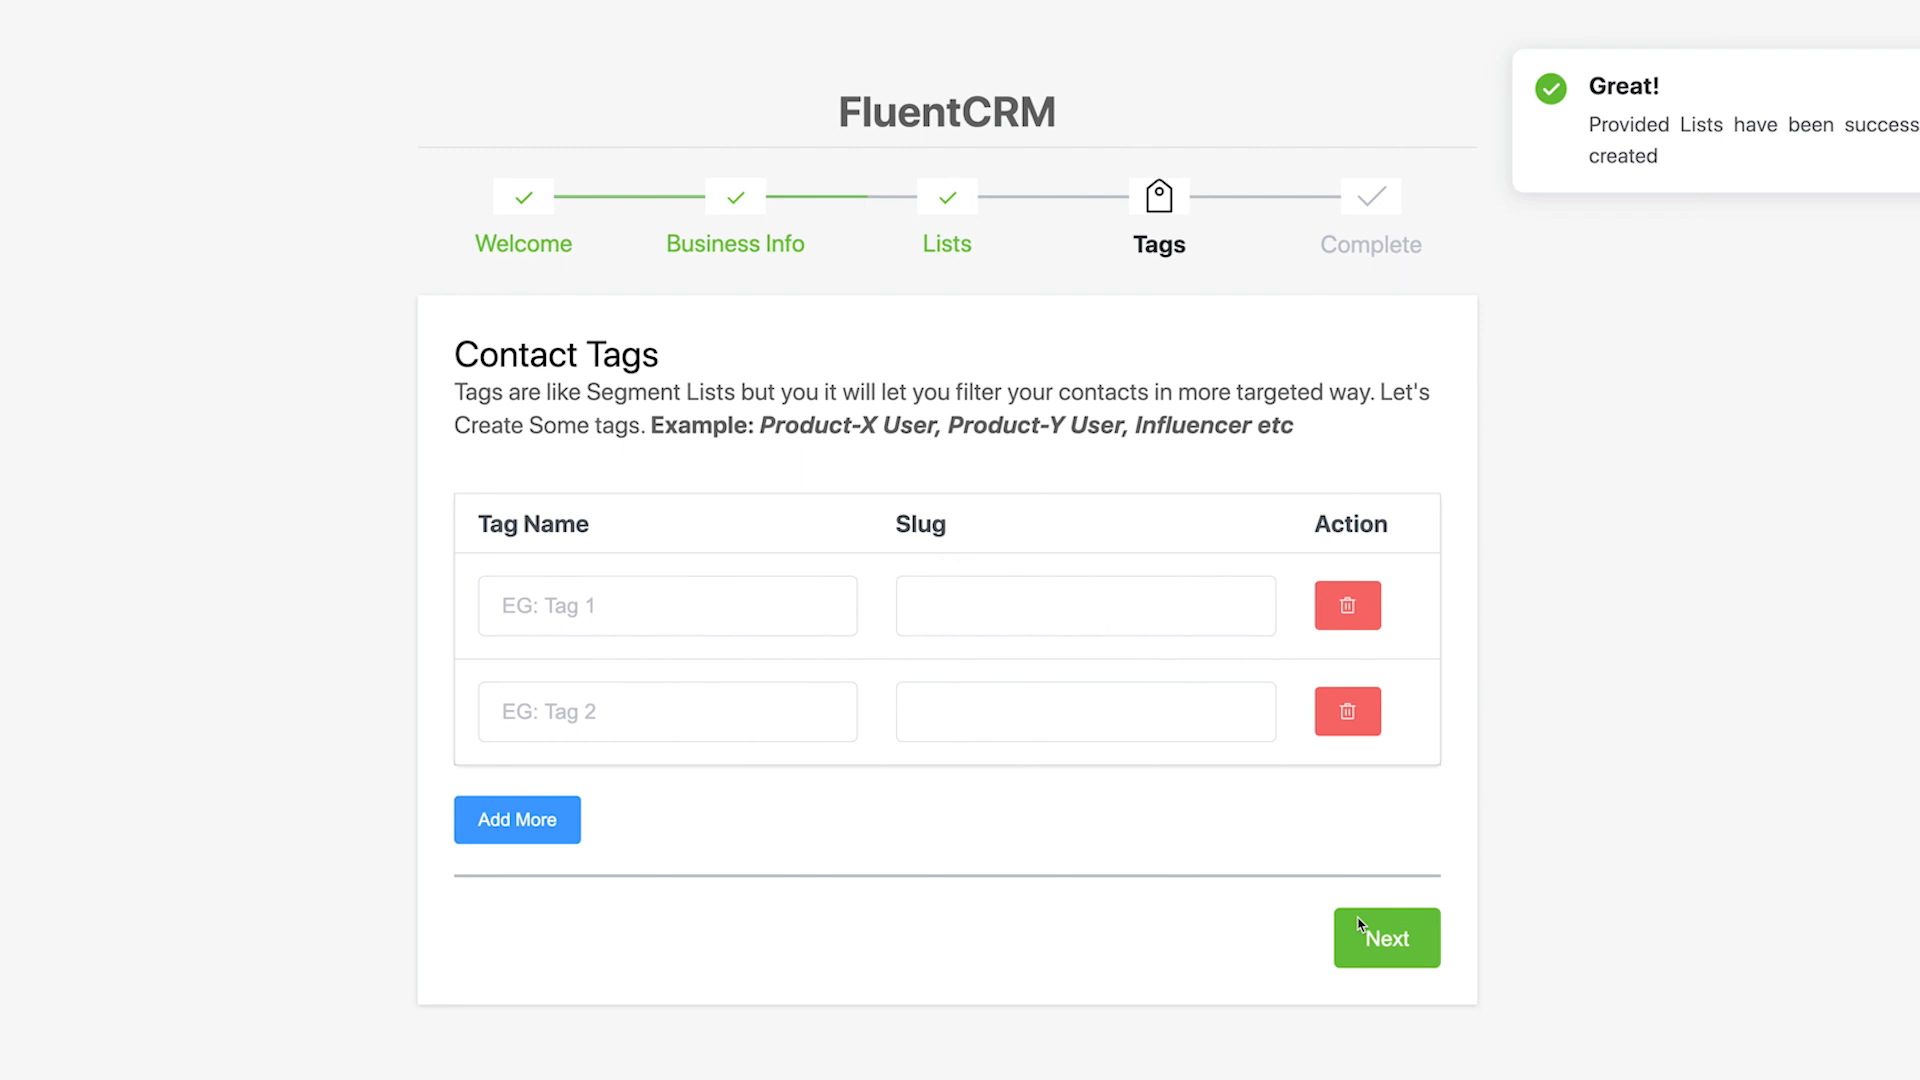 FluentCRM
Great!
Provided Lists have been success
created
Welcome
Business Info
Lists
Tags
Complete
Contact Tags
Tags are like Segment Lists but you it will let you filter your contacts in more targeted way. Let's
Create Some tags. Example: Product-X User, Product-Y User, Influencer etc
Tag Name Slug Action
EG: Tag 1
EG: Tag 2
Add More
Next